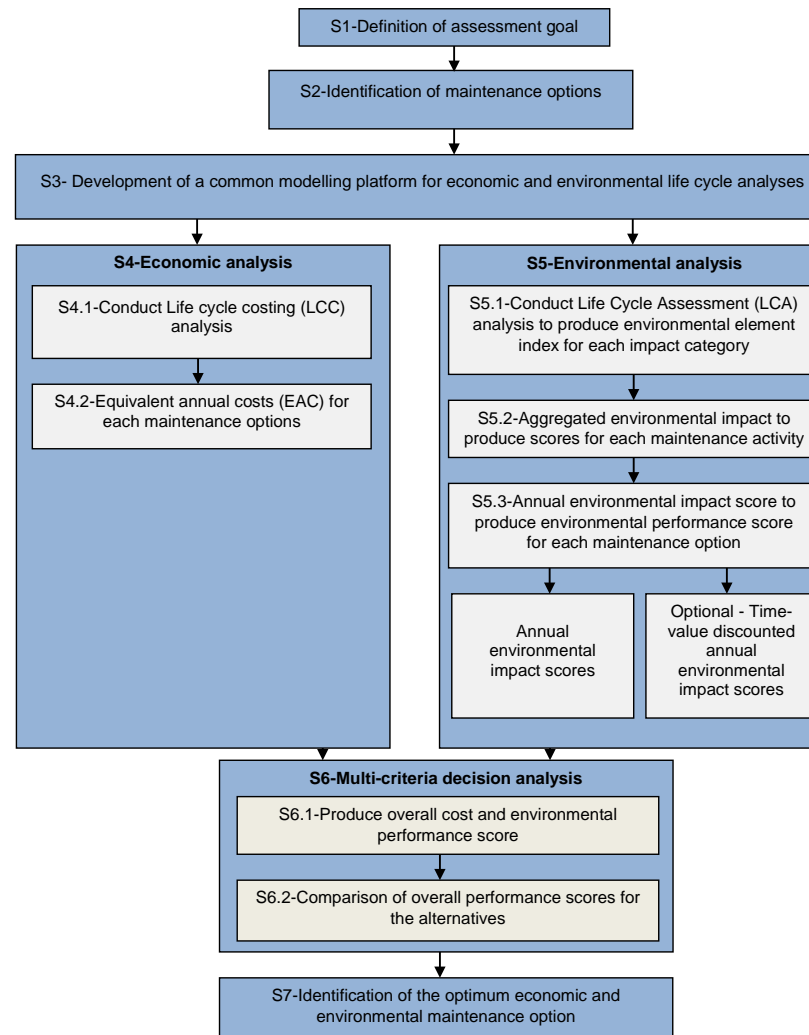 S1-Definition of assessment goal
S2-Identification of maintenance options
S3- Development of a common modelling platform for economic and environmental life cycle analyses
S4-Economic analysis
S4.1-Conduct Life cycle costing (LCC)
analysis
S4.2-Equivalent annual costs (EAC) for
each maintenance options
S5-Environmental analysis
S5.1-Conduct Life Cycle Assessment (LCA)
analysis to produce environmental element
index for each impact category
S5.2-Aggregated environmental impact to
produce scores for each maintenance activity
S5.3-Annual environmental impact score to
produce environmental performance score
for each maintenance option
Annual
environmental
impact scores
Optional - Time-
value discounted
annual
environmental
impact scores
S6-Multi-criteria decision analysis
S6.1-Produce overall cost and environmental
performance score
S6.2-Comparison of overall performance scores for
the alternatives
S7-Identification of the optimum economic and
environmental maintenance option